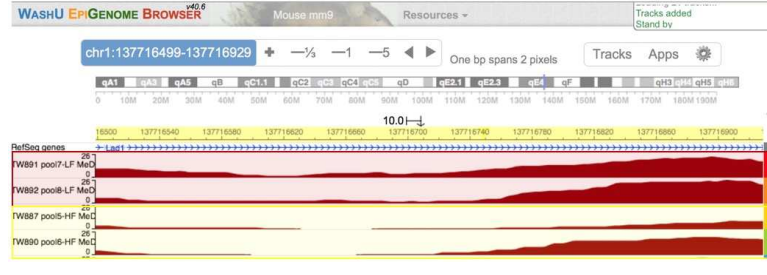 WASHU EPIGENOME BROWSER v40.6
Mouse mm9
Resources
Tracks added
Stand by
chr1:137716499-137716929 + —⅓ —1 —5
One bp spans 2 pixels
Tracks Apps
qA1 qA3 qA5 qB qC1.1 qC2 qC3 qC4 qC5 qD qE2.1 qE2.3 qE4 qF qH3 qH4 qH5 qH6
0 10M 20M 30M 40M 50M 60M 70M 80M 90M 100M 110M 120M 130M 140M 150M 160M 170M 180M 190M
10.0
16500 137716540 137716580 137716620 137716660 137716700 137716740 137716780 137716820 137716860 137716900
RefSeq genes Lad1
TW891 pool7-LF MeD 25 0
TW892 pool8-LF MeD 26 0
TW887 pool5-HF MeD 26 0
TW890 pool6-HF MeD 26 0